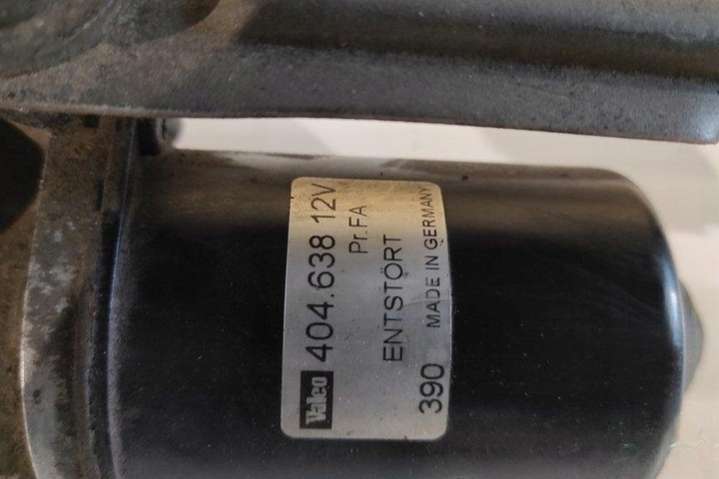 Valeo 404.638 12V
Pr.FA
ENTSTÖRT
390 MADE IN GERMANY